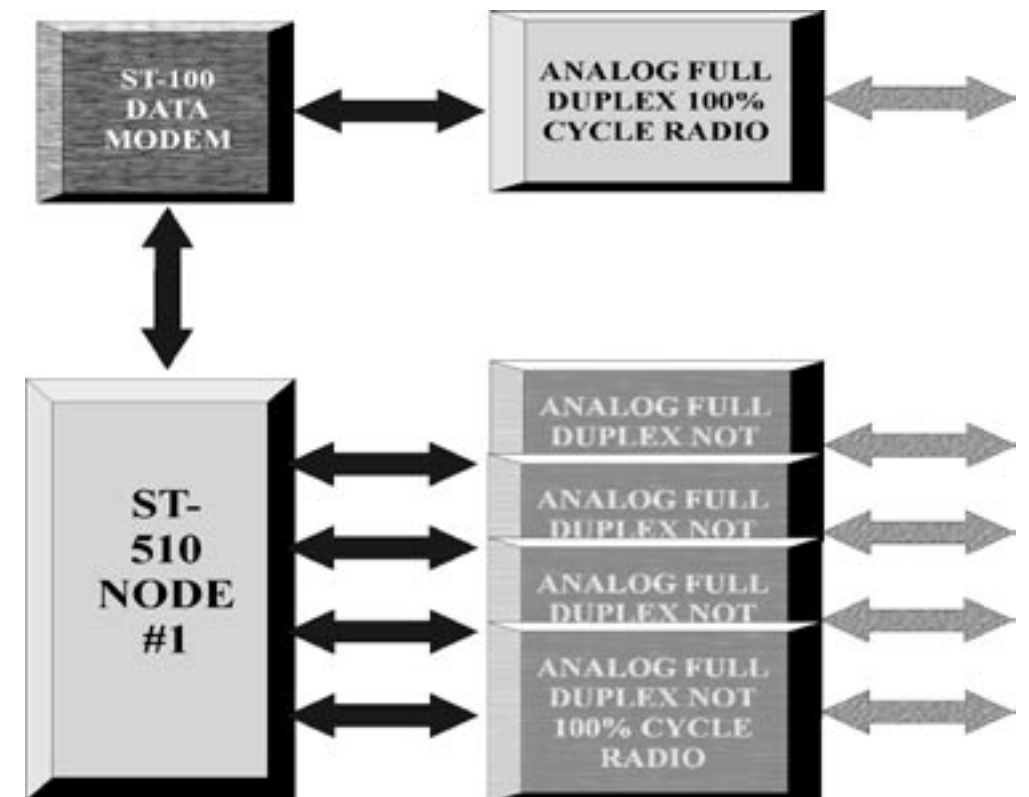 ST-100
DATA
MODEM
ANALOG FULL
DUPLEX 100%
CYCLE RADIO
ST-
510
NODE
#1
ANALOG FULL
DUPLEX NOT
ANALOG FULL
DUPLEX NOT
ANALOG FULL
DUPLEX NOT
ANALOG FULL
DUPLEX NOT
100% CYCLE
RADIO